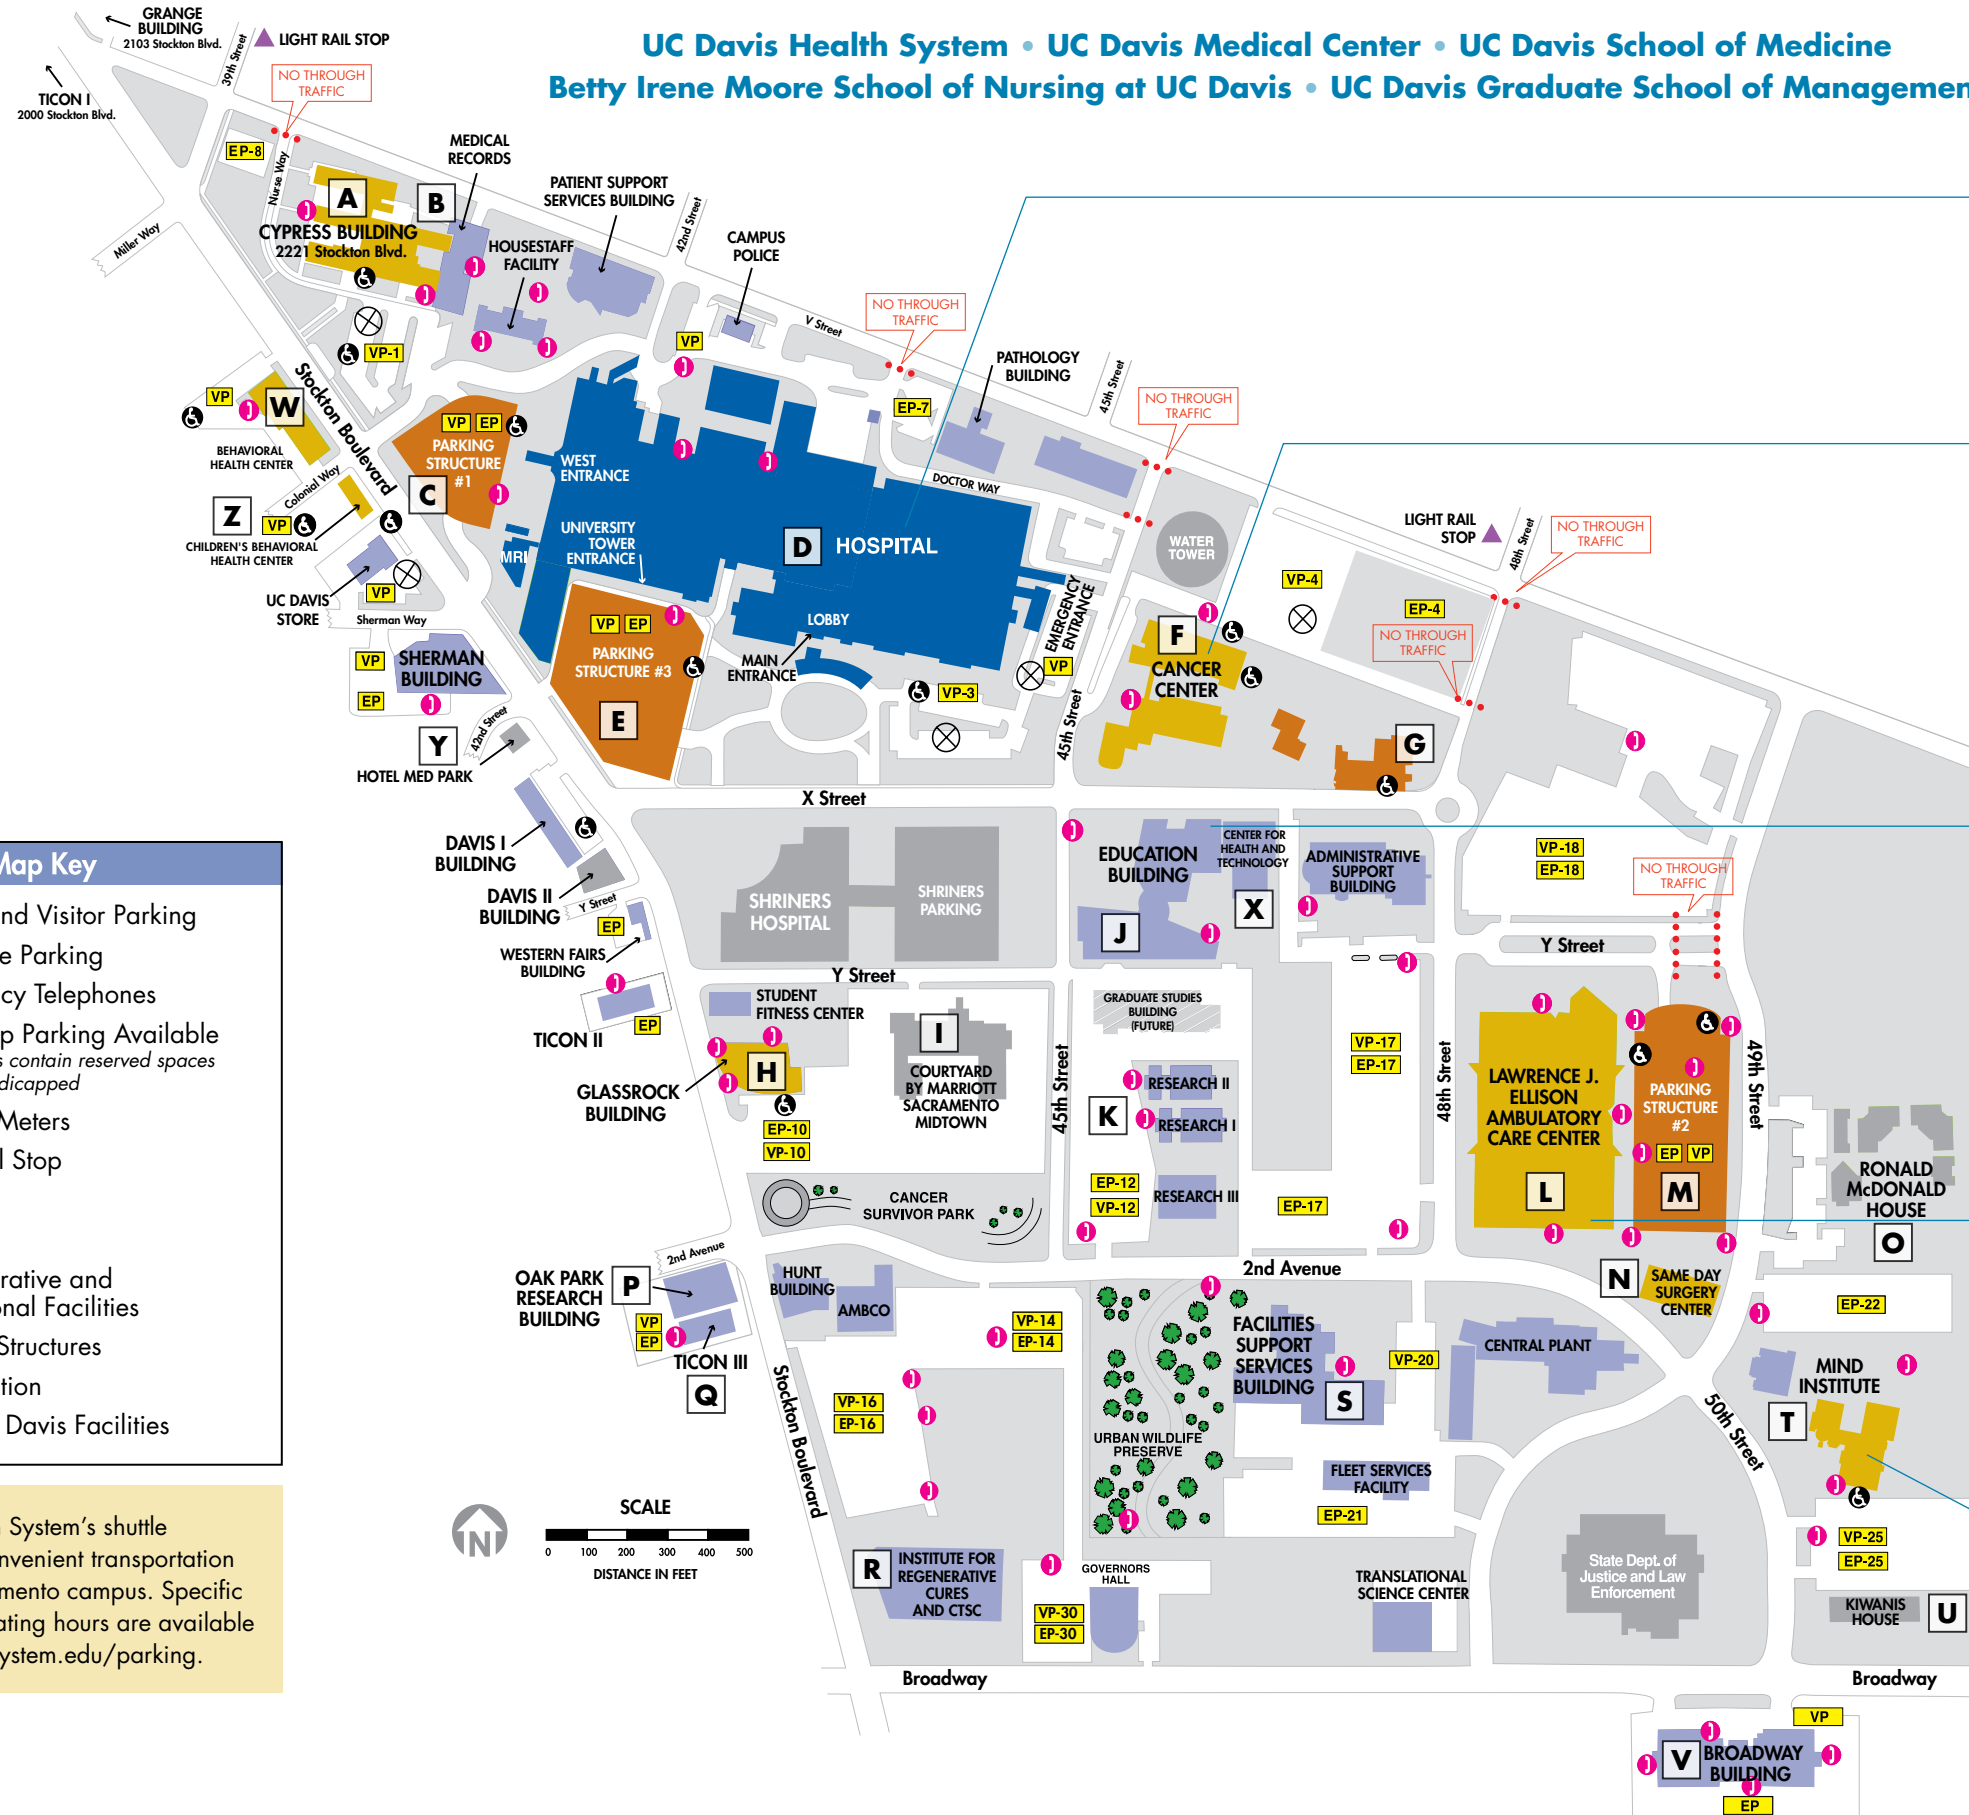 GRANGE
BUILDING
2103 Stockton Blvd.
39th Street
LIGHT RAIL STOP
UC Davis Health System • UC Davis Medical Center • UC Davis School of Medicine
Betty Irene Moore School of Nursing at UC Davis • UC Davis Graduate School of Managemen
TICON I
2000 Stockton Blvd.
NO THROUGH
TRAFFIC
EP-8
Nurse Way
MEDICAL
RECORDS
A
B
CYPRESS BUILDING
2221 Stockton Blvd.
PATIENT SUPPORT
SERVICES BUILDING
HOUSESTAFF
FACILITY
42nd Street
CAMPUS
POLICE
Miller Way
VP-1
VP
V Street
NO THROUGH
TRAFFIC
PATHOLOGY
BUILDING
45th Street
NO THROUGH
TRAFFIC
EP-7
Stockton Boulevard
VP
W
BEHAVIORAL
HEALTH CENTER
VP
EP
PARKING
STRUCTURE
#1
C
WEST
ENTRANCE
Colonial Way
Z
VP
CHILDREN'S BEHAVIORAL
HEALTH CENTER
DOCTOR WAY
UNIVERSITY
TOWER
ENTRANCE
MRI
D
HOSPITAL
WATER
TOWER
LIGHT RAIL
STOP
48th Street
NO THROUGH
TRAFFIC
UC DAVIS
STORE
VP
Sherman Way
VP
EP
SHERMAN
BUILDING
VP
EP
PARKING
STRUCTURE #3
E
LOBBY
MAIN
ENTRANCE
EMERGENCY
ENTRANCE
VP
VP-3
VP-4
EP-4
NO THROUGH
TRAFFIC
F
CANCER
CENTER
45th Street
G
Y
42nd Street
HOTEL MED PARK
X Street
DAVIS I
BUILDING
DAVIS II
BUILDING
Y Street
EP
WESTERN FAIRS
BUILDING
SHRINERS
HOSPITAL
SHRINERS
PARKING
EDUCATION
BUILDING
J
CENTER FOR
HEALTH AND
TECHNOLOGY
X
ADMINISTRATIVE
SUPPORT
BUILDING
VP-18
EP-18
NO THROUGH
TRAFFIC
Y Street
Y Street
Map Key
nd Visitor Parking
e Parking
cy Telephones
p Parking Available
s contain reserved spaces
dicapped
Meters
l Stop
rative and
onal Facilities
Structures
tion
Davis Facilities
TICON II
EP
STUDENT
FITNESS CENTER
H
GLASSROCK
BUILDING
EP-10
VP-10
I
COURTYARD
BY MARRIOTT
SACRAMENTO
MIDTOWN
45th Street
GRADUATE STUDIES
BUILDING
(FUTURE)
RESEARCH II
K
RESEARCH I
RESEARCH III
EP-12
VP-12
VP-17
EP-17
EP-17
48th Street
LAWRENCE J.
ELLISON
AMBULATORY
CARE CENTER
L
PARKING
STRUCTURE
#2
EP
VP
M
49th Street
RONALD
McDONALD
HOUSE
O
CANCER
SURVIVOR PARK
2nd Avenue
2nd Avenue
N
SAME DAY
SURGERY
CENTER
EP-22
OAK PARK
RESEARCH
BUILDING
P
VP
EP
TICON III
Q
HUNT
BUILDING
AMBCO
VP-14
EP-14
VP-16
EP-16
Stockton Boulevard
URBAN WILDLIFE
PRESERVE
FACILITIES
SUPPORT
SERVICES
BUILDING
S
VP-20
CENTRAL PLANT
MIND
INSTITUTE
T
50th Street
FLEET SERVICES
FACILITY
EP-21
System's shuttle
nvenient transportation
mento campus. Specific
ating hours are available
ystem.edu/parking.
N
SCALE
0 100 200 300 400 500
DISTANCE IN FEET
R
INSTITUTE FOR
REGENERATIVE
CURES
AND CTSC
VP-30
EP-30
GOVERNORS
HALL
TRANSLATIONAL
SCIENCE CENTER
State Dept. of
Justice and Law
Enforcement
VP-25
EP-25
KIWANIS
HOUSE
U
Broadway
Broadway
VP
V
BROADWAY
BUILDING
EP